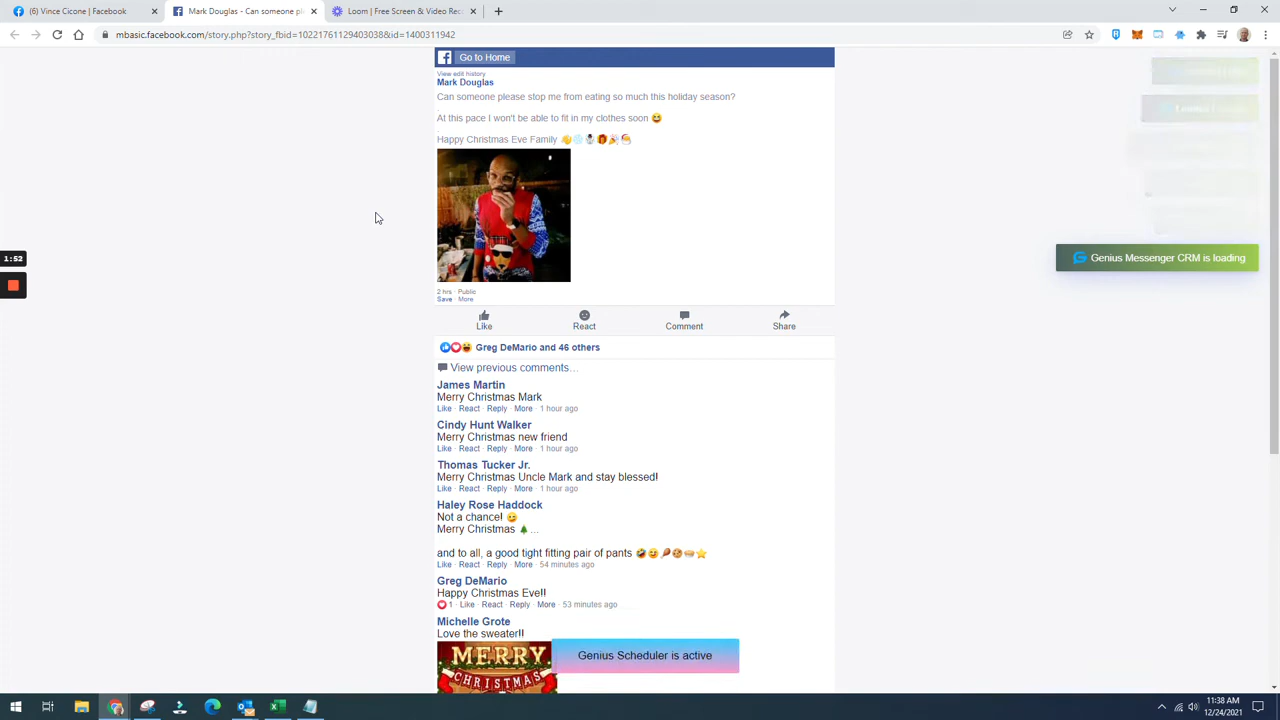 (6) Vince Cicone | Facebook
Mark Douglas - Can someone pl
Loom | Free Screen & Video Rec
mbasic.facebook.com/story.php?story_fbid=10221761129403038&id=1400311942
Go to Home
View edit history
Mark Douglas
Can someone please stop me from eating so much this holiday season?
.
At this pace I won't be able to fit in my clothes soon 😆
.
Happy Christmas Eve Family 👋❄️☃️🎁🎉🎅
2 hrs · Public
Save · More
Like React Comment Share
Greg DeMario and 46 others
View previous comments…
James Martin
Merry Christmas Mark
Like · React · Reply · More · 1 hour ago
Cindy Hunt Walker
Merry Christmas new friend
Like · React · Reply · More · 1 hour ago
Thomas Tucker Jr.
Merry Christmas Uncle Mark and stay blessed!
Like · React · Reply · More · 1 hour ago
Haley Rose Haddock
Not a chance! 😏
Merry Christmas 🌲...
and to all, a good tight fitting pair of pants 🤣😏🍠🍪🥧⭐
Like · React · Reply · More · 54 minutes ago
Greg DeMario
Happy Christmas Eve!!
1 · Like · React · Reply · More · 53 minutes ago
Michelle Grote
Love the sweater!!
MERRY
CHRISTMAS
Genius Scheduler is active
1:52
Genius Messenger CRM is loading
11:38 AM
12/24/2021